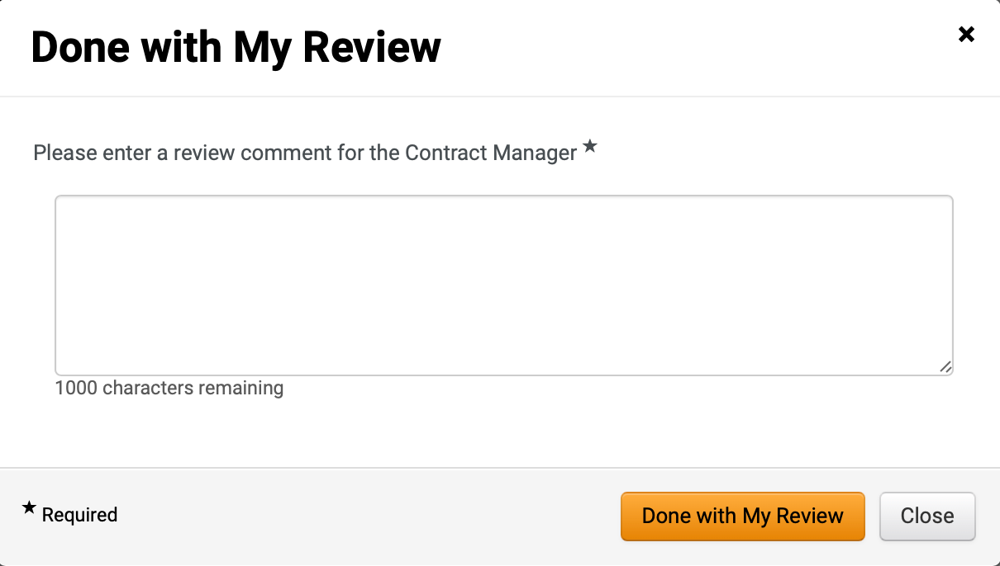 Done with My Review
Please enter a review comment for the Contract Manager ★
1000 characters remaining
★ Required
Done with My Review
Close